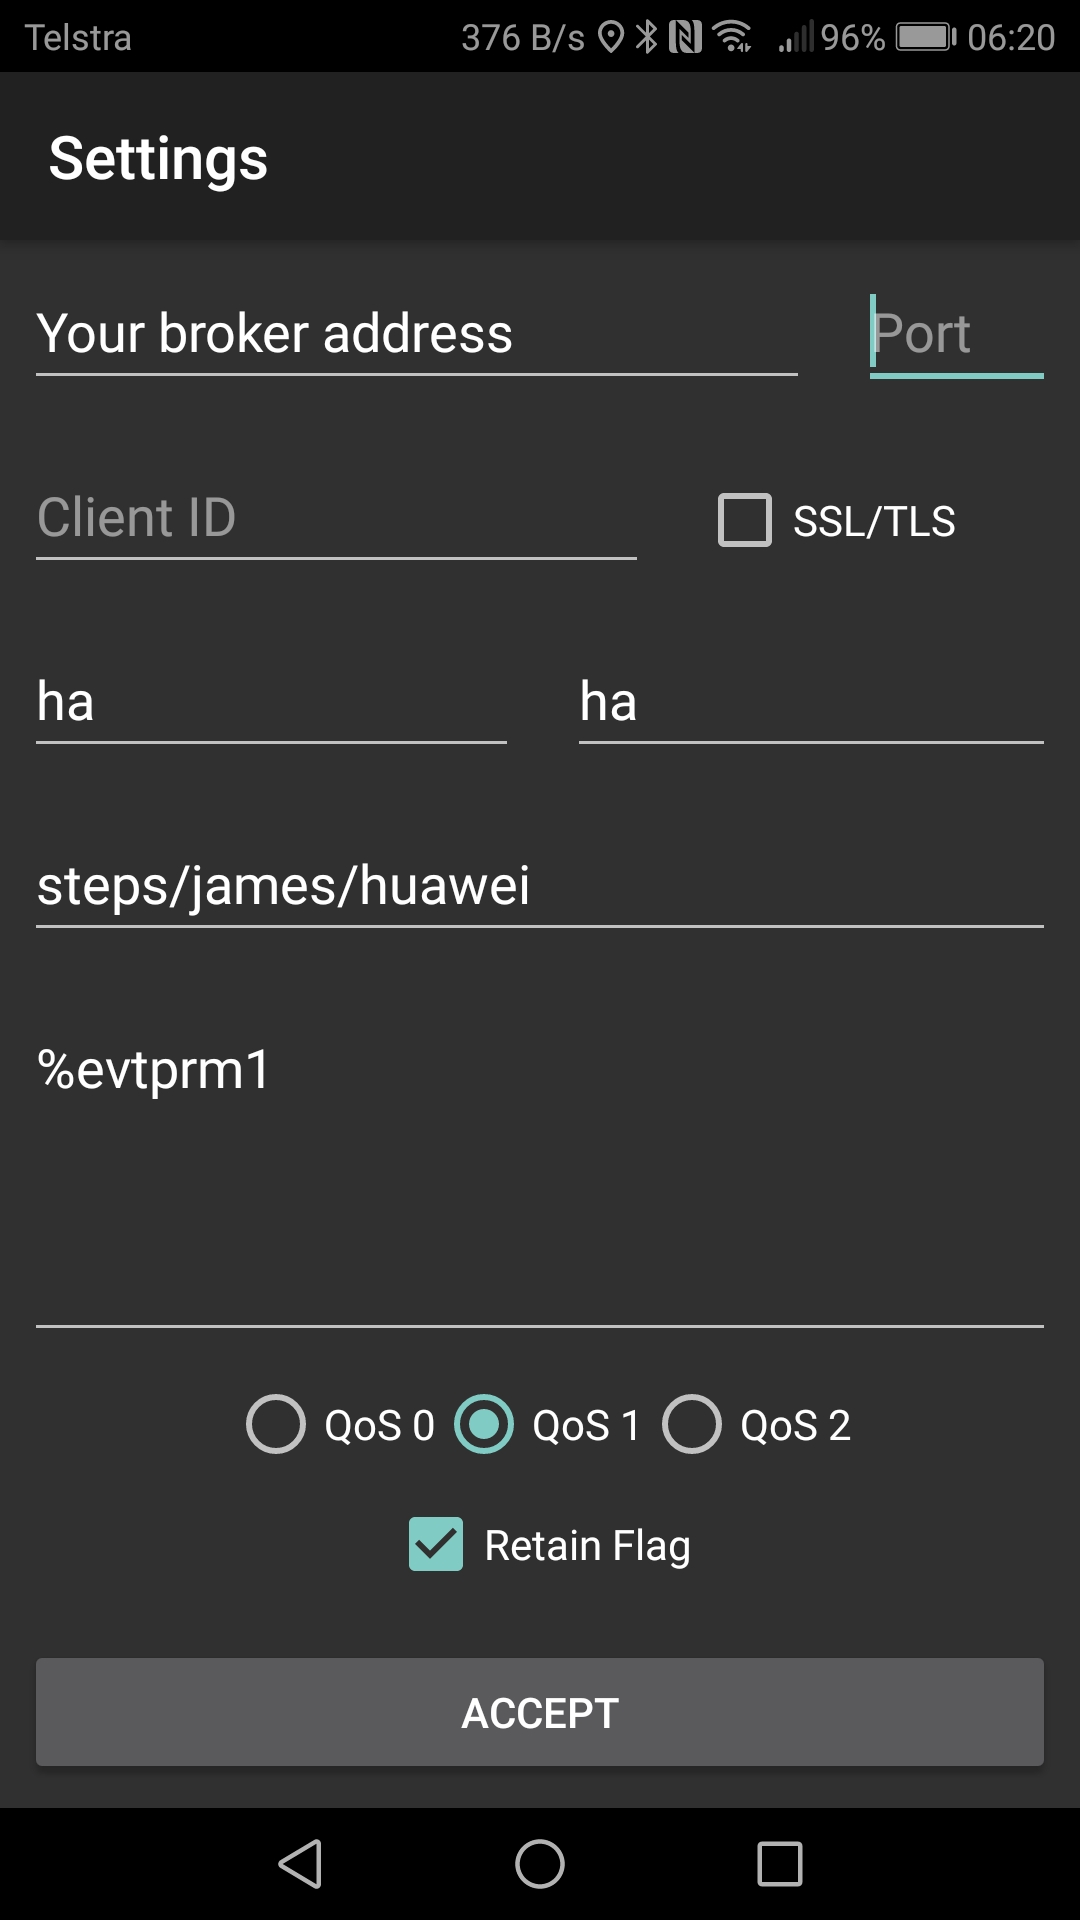 Telstra 376 B/s 96% 06:20
Settings
Your broker address Port
Client ID SSL/TLS
ha ha
steps/james/huawei
%evtprm1
QoS 0 QoS 1 QoS 2
Retain Flag
ACCEPT